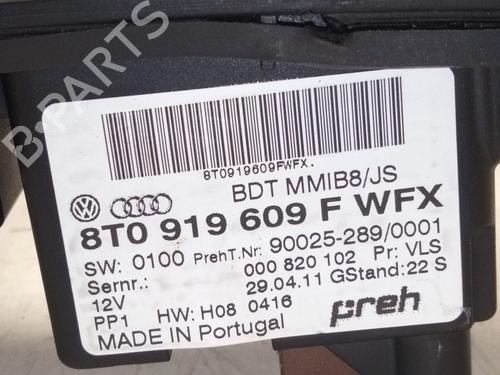 B-PARTS
8T0919609FWFX.
BDT MMIB8/JS
8T0 919 609 F WFX
SW: 0100 PrehT.Nr: 90025-289/0001
Sernr.: 000 820 102 Pr: VLS
12V 29.04.11 GStand: 22 S
PP1 HW: H08 0416
preh
MADE IN Portugal